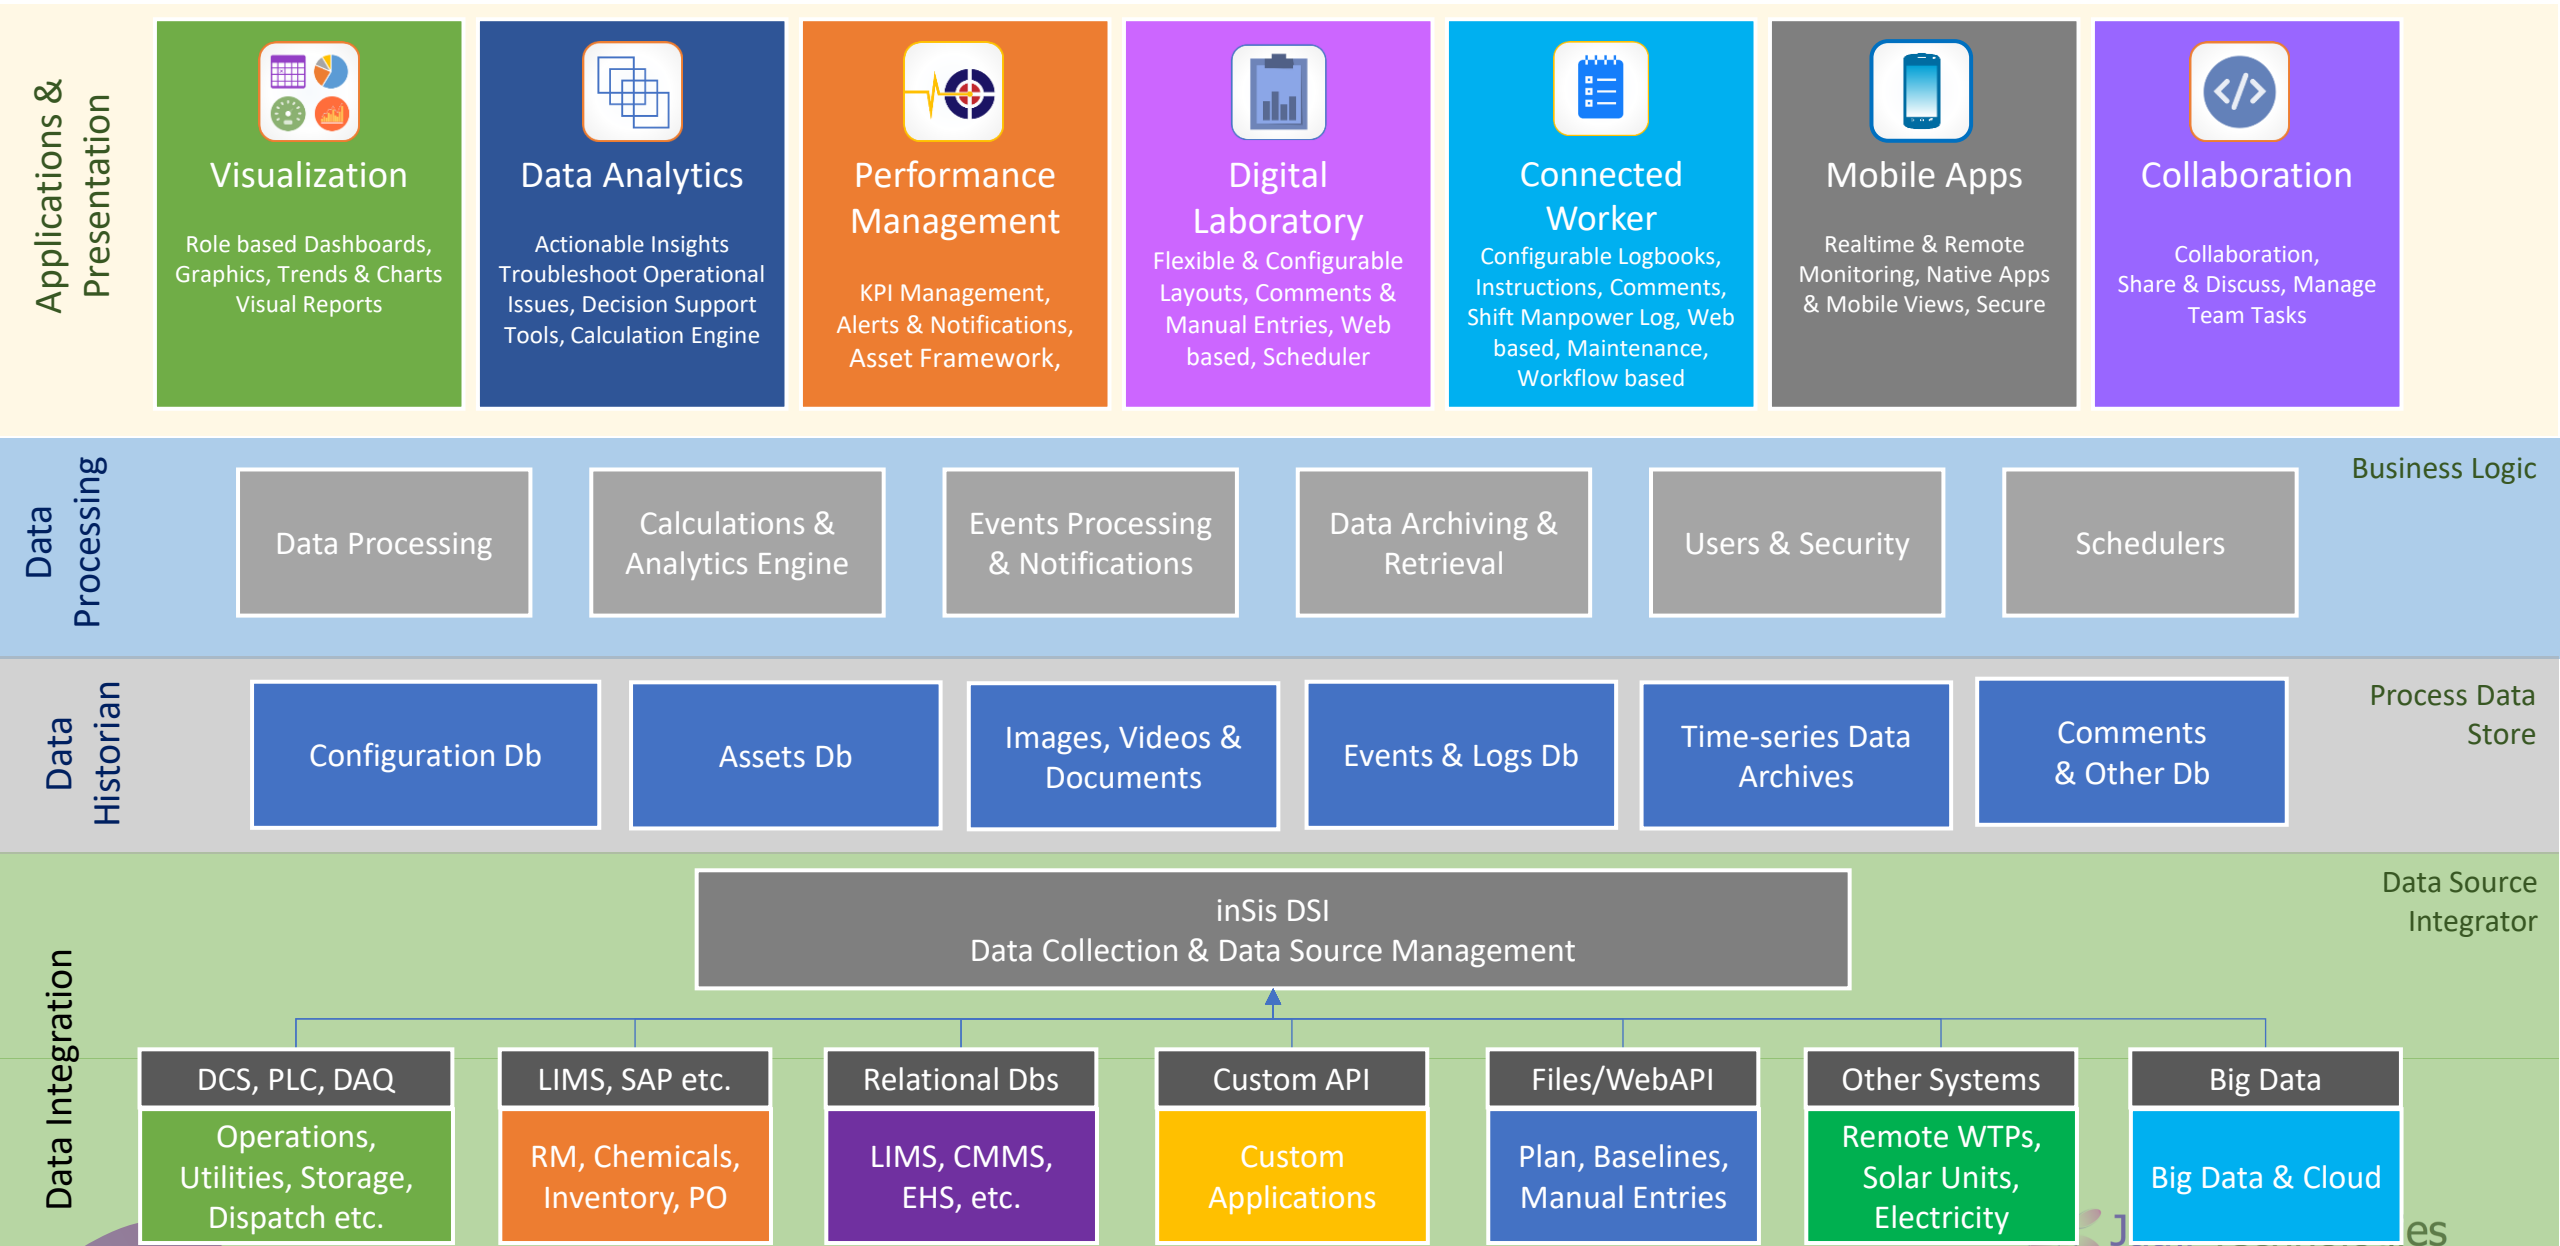 Applications &
Presentation
Visualization
Role based Dashboards,
Graphics, Trends & Charts
Visual Reports
Data Analytics
Actionable Insights
Troubleshoot Operational
Issues, Decision Support
Tools, Calculation Engine
Performance
Management
KPI Management,
Alerts & Notifications,
Asset Framework,
Digital
Laboratory
Flexible & Configurable
Layouts, Comments &
Manual Entries, Web
based, Scheduler
Connected
Worker
Configurable Logbooks,
Instructions, Comments,
Shift Manpower Log, Web
based, Maintenance,
Workflow based
Mobile Apps
Realtime & Remote
Monitoring, Native Apps
& Mobile Views, Secure
</>
Collaboration
Collaboration,
Share & Discuss, Manage
Team Tasks
Data
Processing
Business Logic
Data Processing
Calculations &
Analytics Engine
Events Processing
& Notifications
Data Archiving &
Retrieval
Users & Security
Schedulers
Data
Historian
Process Data
Store
Configuration Db
Assets Db
Images, Videos &
Documents
Events & Logs Db
Time-series Data
Archives
Comments
& Other Db
Data Integration
Data Source
Integrator
inSis DSI
Data Collection & Data Source Management
DCS, PLC, DAQ
Operations,
Utilities, Storage,
Dispatch etc.
LIMS, SAP etc.
RM, Chemicals,
Inventory, PO
Relational Dbs
LIMS, CMMS,
EHS, etc.
Custom API
Custom
Applications
Files/WebAPI
Plan, Baselines,
Manual Entries
Other Systems
Remote WTPs,
Solar Units,
Electricity
Big Data
Big Data & Cloud